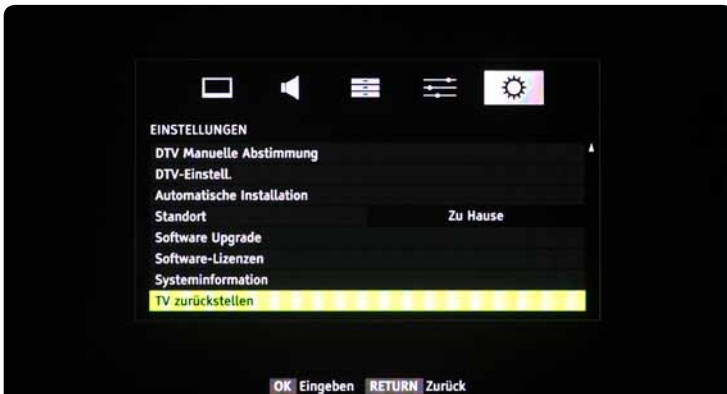 EINSTELLUNGEN
DTV Manuelle Abstimmung
DTV-Einstell.
Automatische Installation
Standort Zu Hause
Software Upgrade
Software-Lizenzen
Systeminformation
TV zurückstellen
OK Eingeben RETURN Zurück